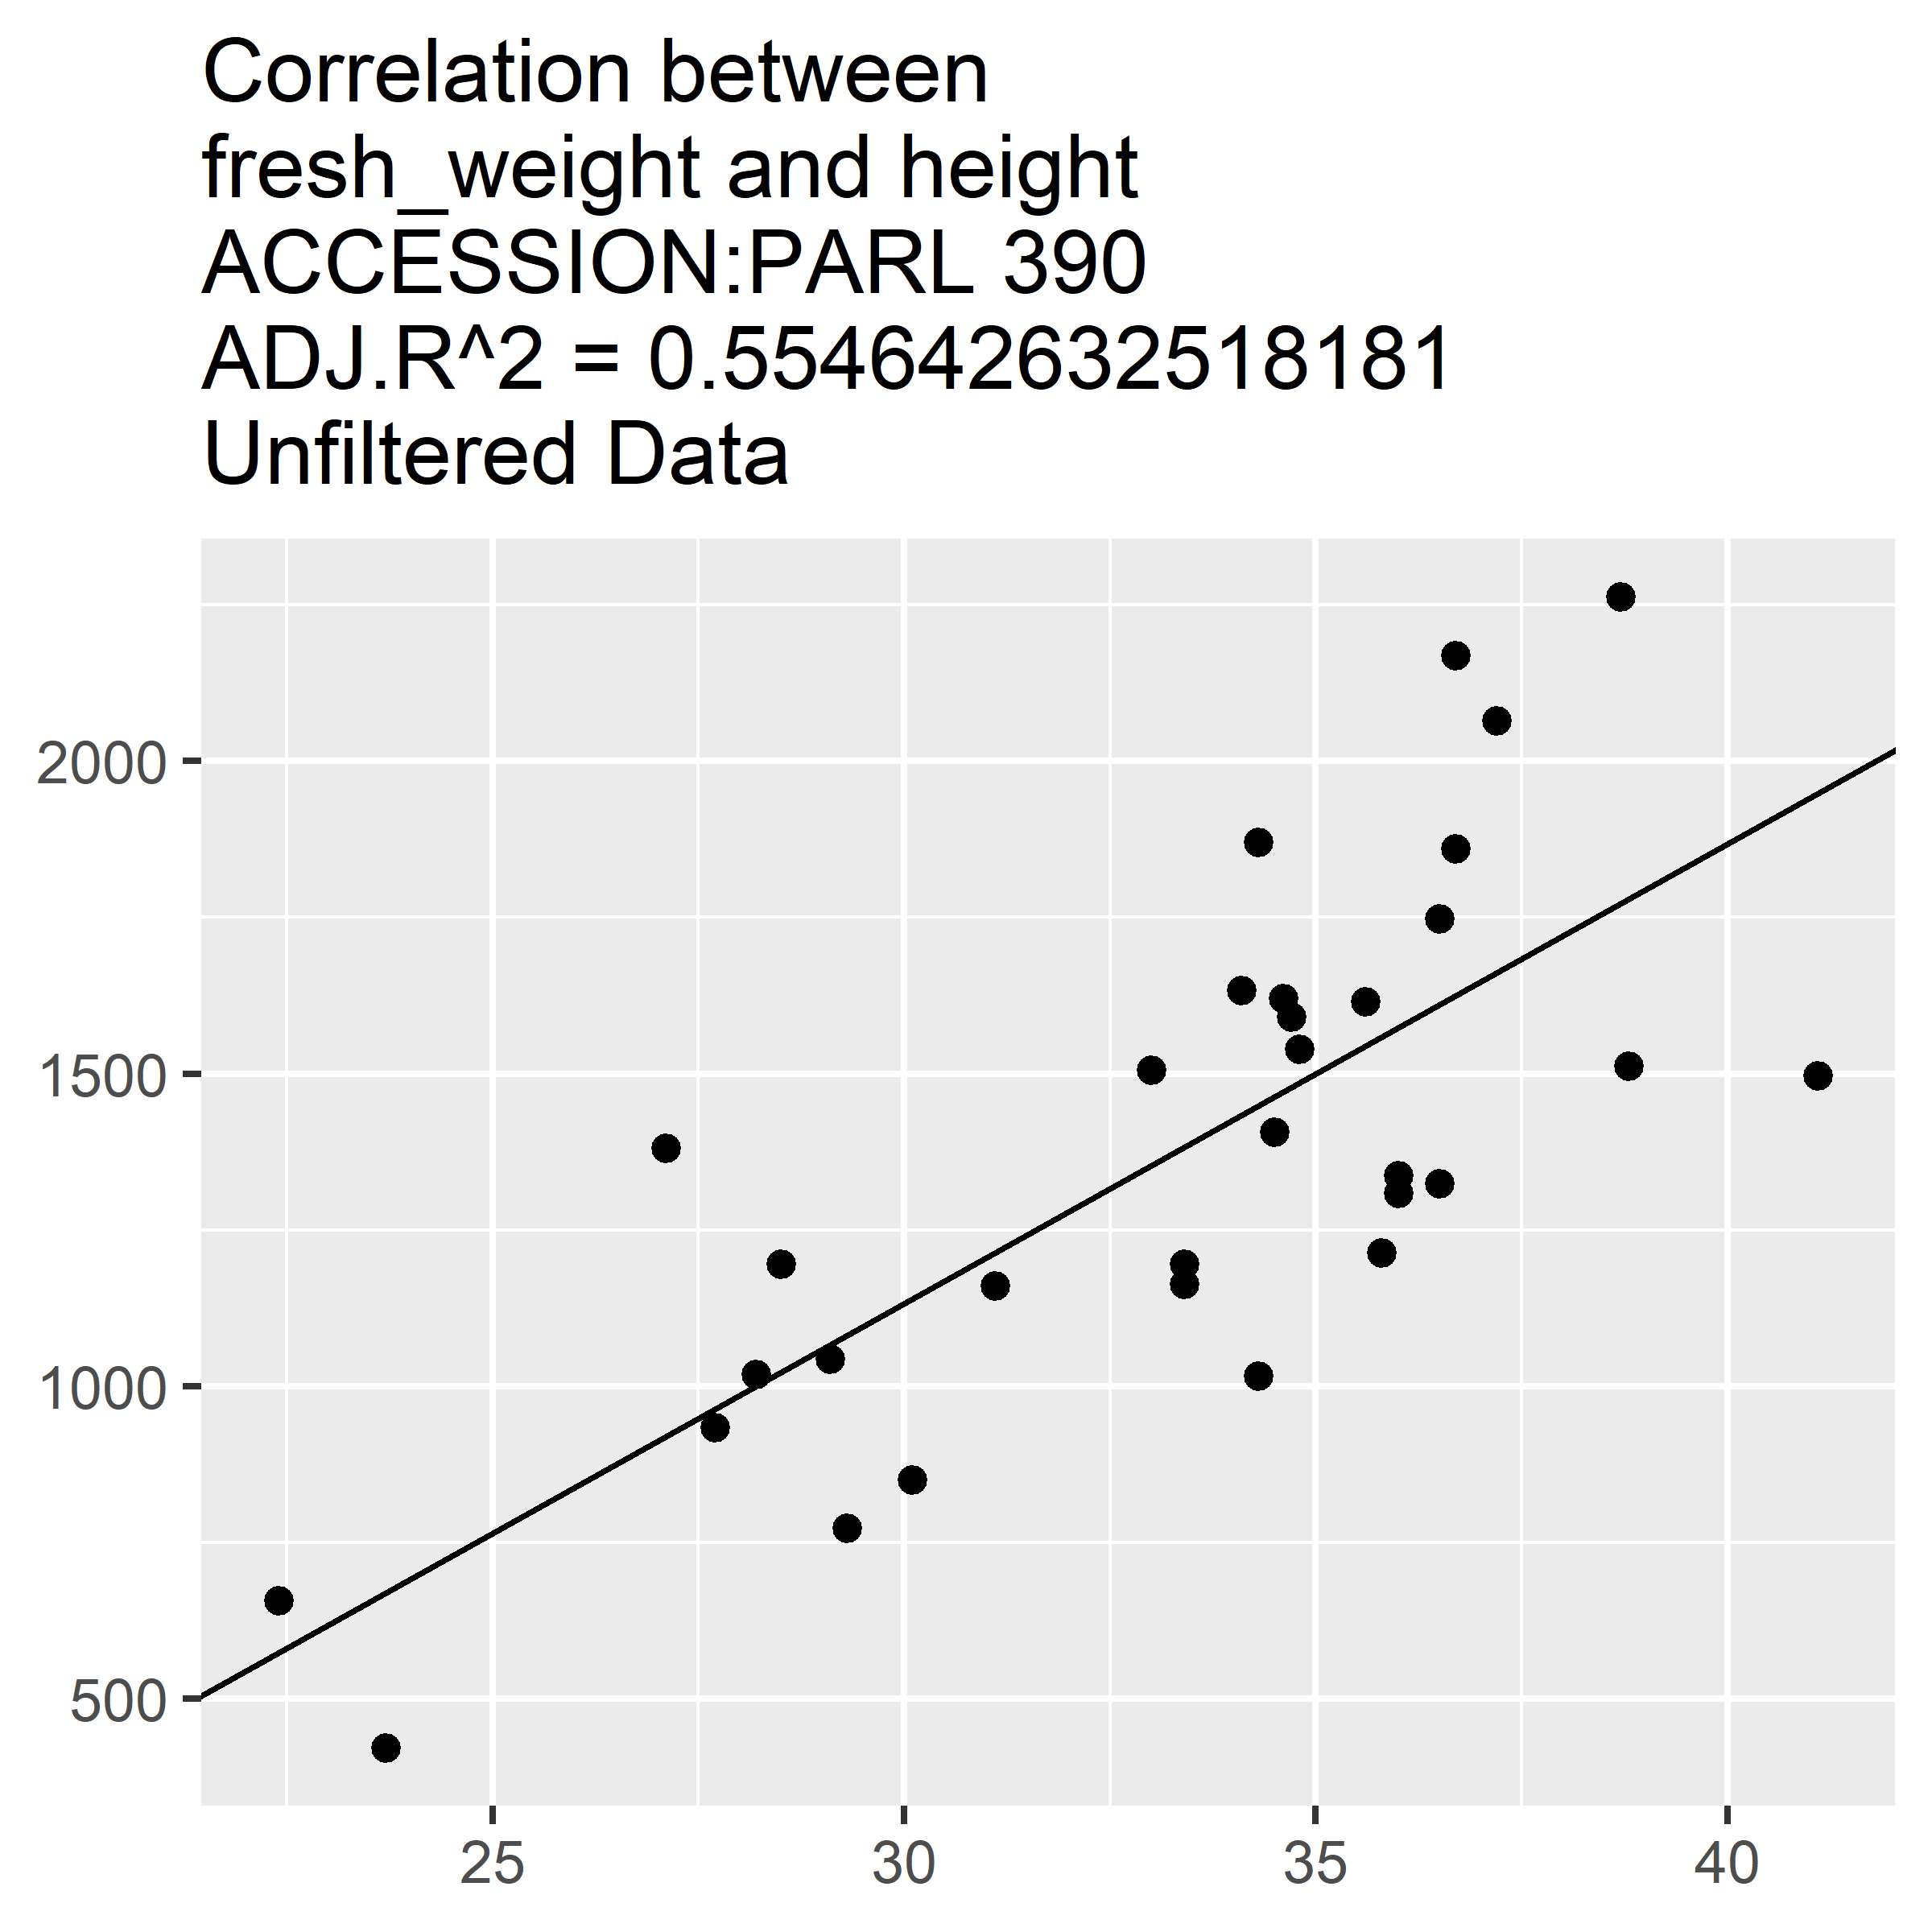 Correlation between
fresh_weight and height
ACCESSION:PARL 390
ADJ.R^2 = 0.554642632518181
Unfiltered Data
2000
1500
1000
500
25 30 35 40